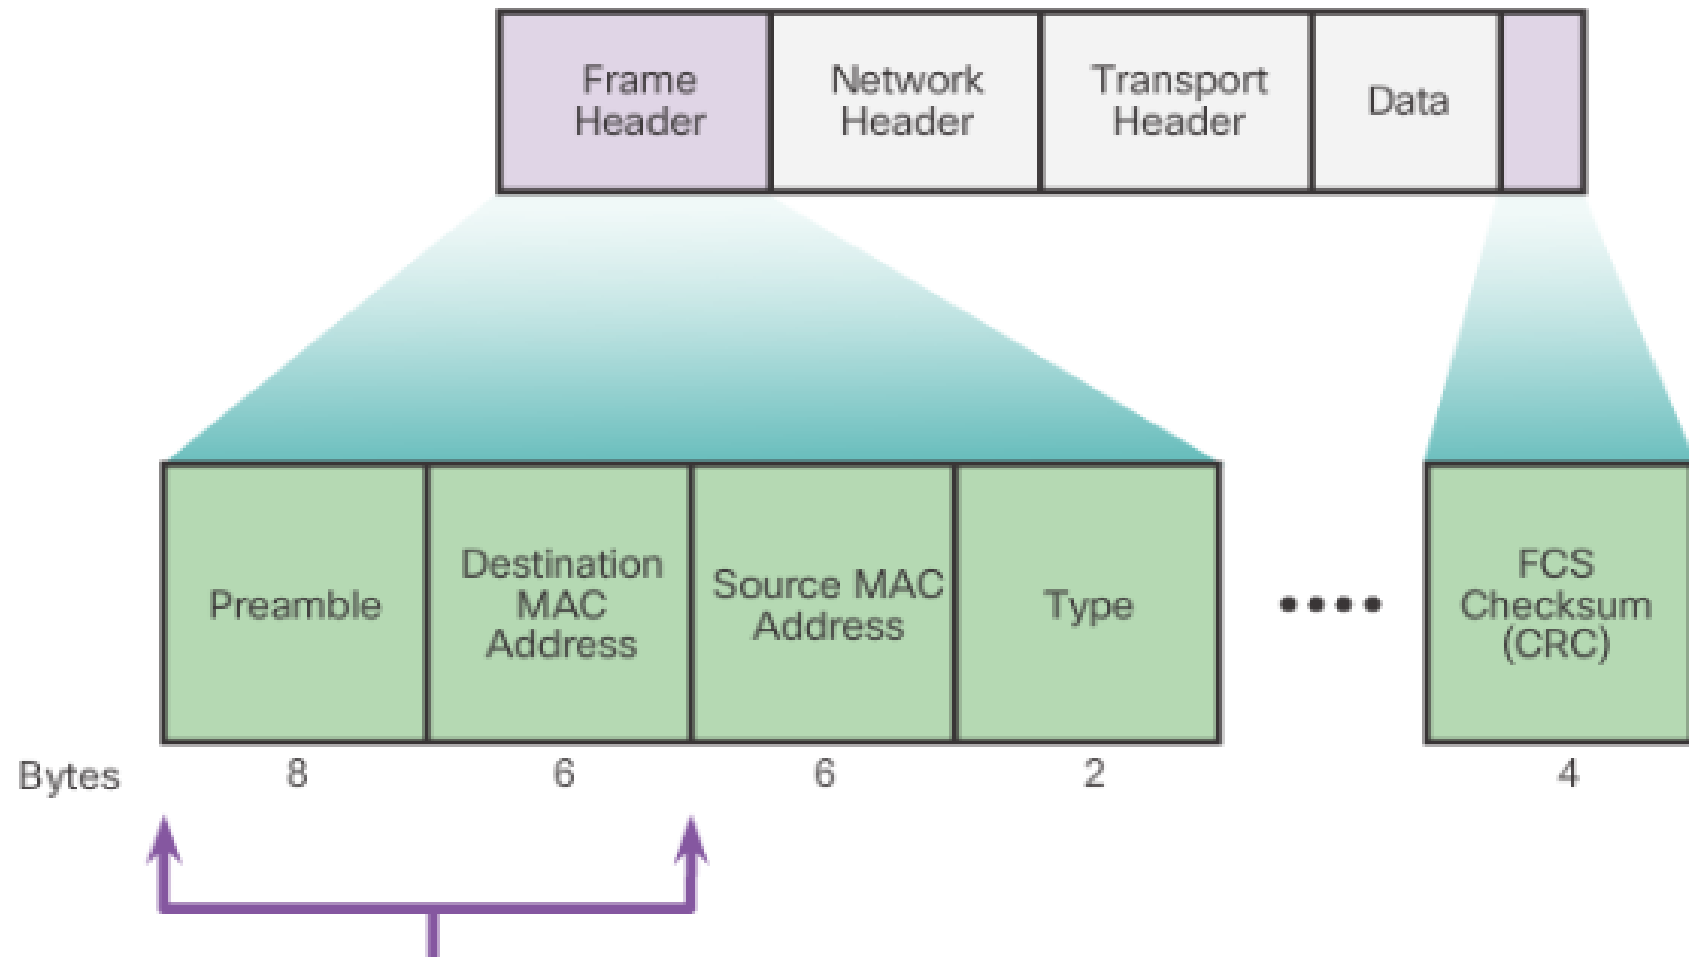 Frame
Header
Network
Header
Transport
Header
Data
Preamble
Destination
MAC
Address
Source MAC
Address
Type
FCS
Checksum
(CRC)
Bytes
8
6
6
2
4